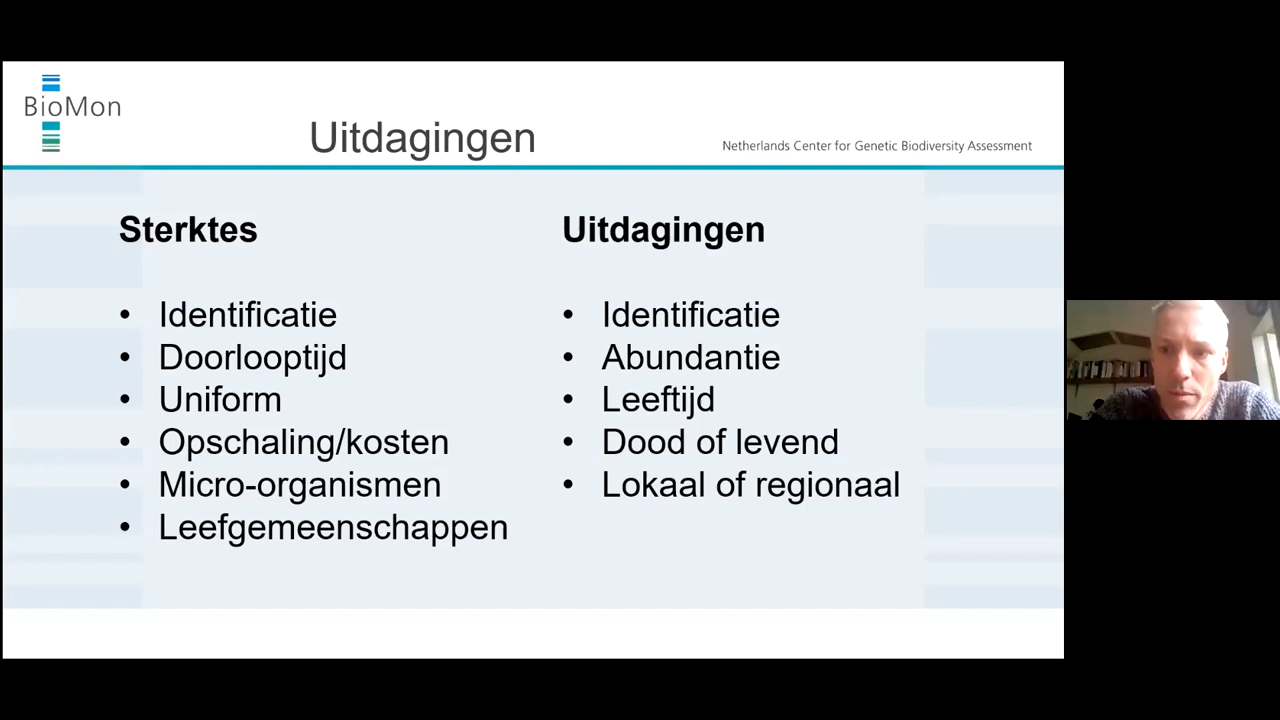 BioMon
Uitdagingen
Netherlands Center for Genetic Biodiversity Assessment
Sterktes
• Identificatie
• Doorlooptijd
• Uniform
• Opschaling/kosten
• Micro-organismen
• Leefgemeenschappen
Uitdagingen
• Identificatie
• Abundantie
• Leeftijd
• Dood of levend
• Lokaal of regionaal